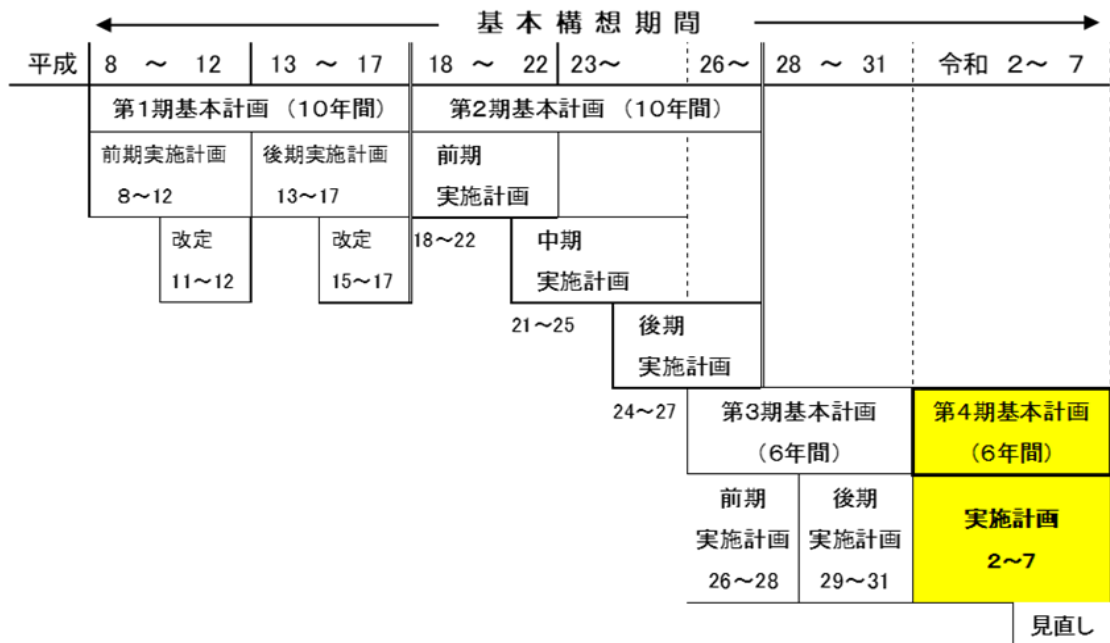 基本構想期間
平成 8 ～ 12 13 ～ 17 18 ～ 22 23～ 26～ 28 ～ 31 令和 2～ 7
第1期基本計画（10年間） 第2期基本計画（10年間）
前期実施計画
8～12
後期実施計画
13～17
前期
実施計画
18～22
改定
11～12
改定
15～17
中期
実施計画
21～25
後期
実施計画
24～27
第3期基本計画
（6年間）
第4期基本計画
（6年間）
前期
実施計画
26～28
後期
実施計画
29～31
実施計画
2～7
見直し